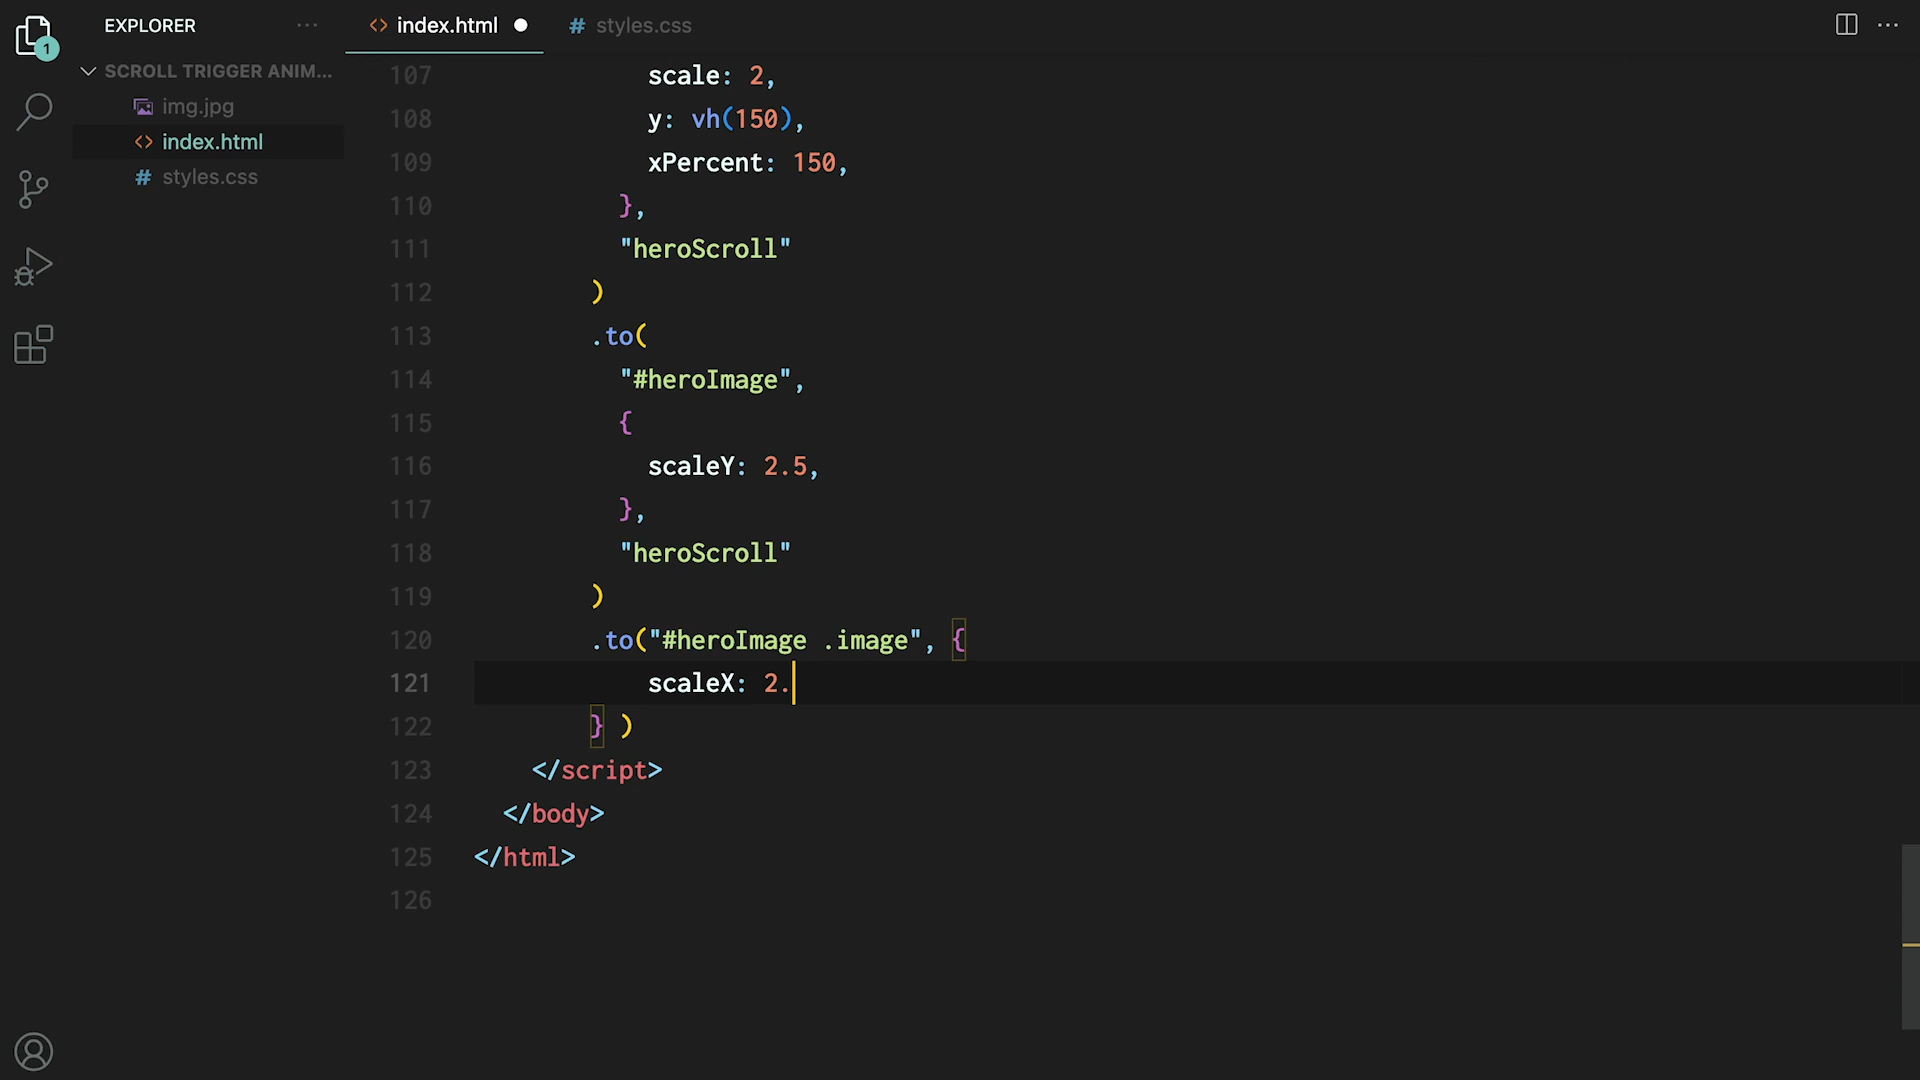 EXPLORER
index.html
# styles.css
1
SCROLL TRIGGER ANIM...
img.jpg
index.html
# styles.css
107 scale: 2,
108 y: vh(150),
109 xPercent: 150,
110 },
111 "heroScroll"
112 )
113 .to(
114 "#heroImage",
115 {
116 scaleY: 2.5,
117 },
118 "heroScroll"
119 )
120 .to("#heroImage .image", {
121 scaleX: 2.
122 } )
123 </script>
124 </body>
125 </html>
126